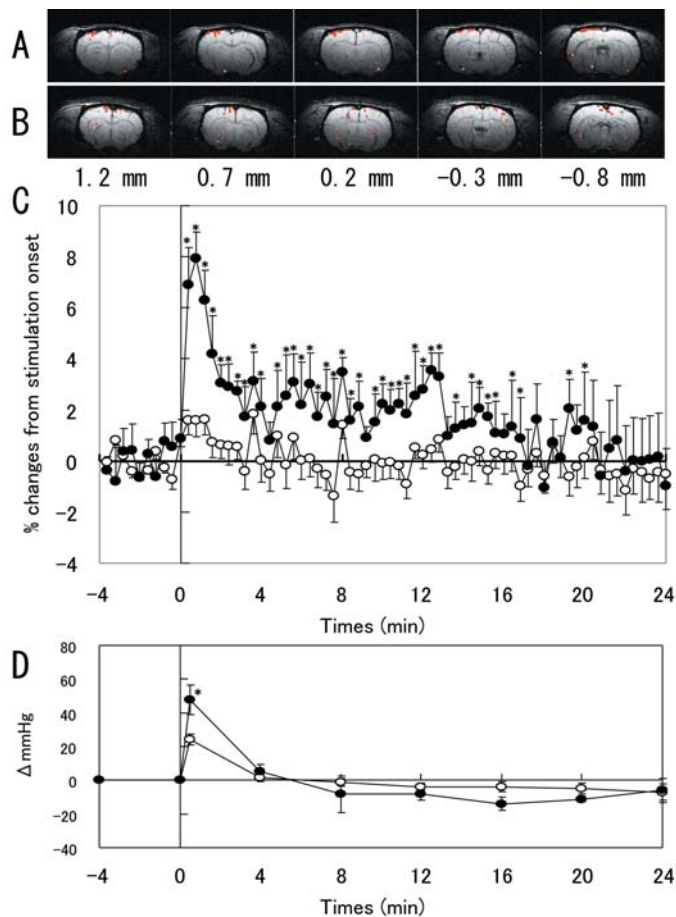 A
B
1.2 mm 0.7 mm 0.2 mm -0.3 mm -0.8 mm
C
% changes from stimulation onset
10
8
6
4
2
0
-2
-4
-4 0 4 8 12 16 20 24
Times (min)
D
Δ mmHg
80
60
40
20
0
-20
-40
-4 0 4 8 12 16 20 24
Times (min)